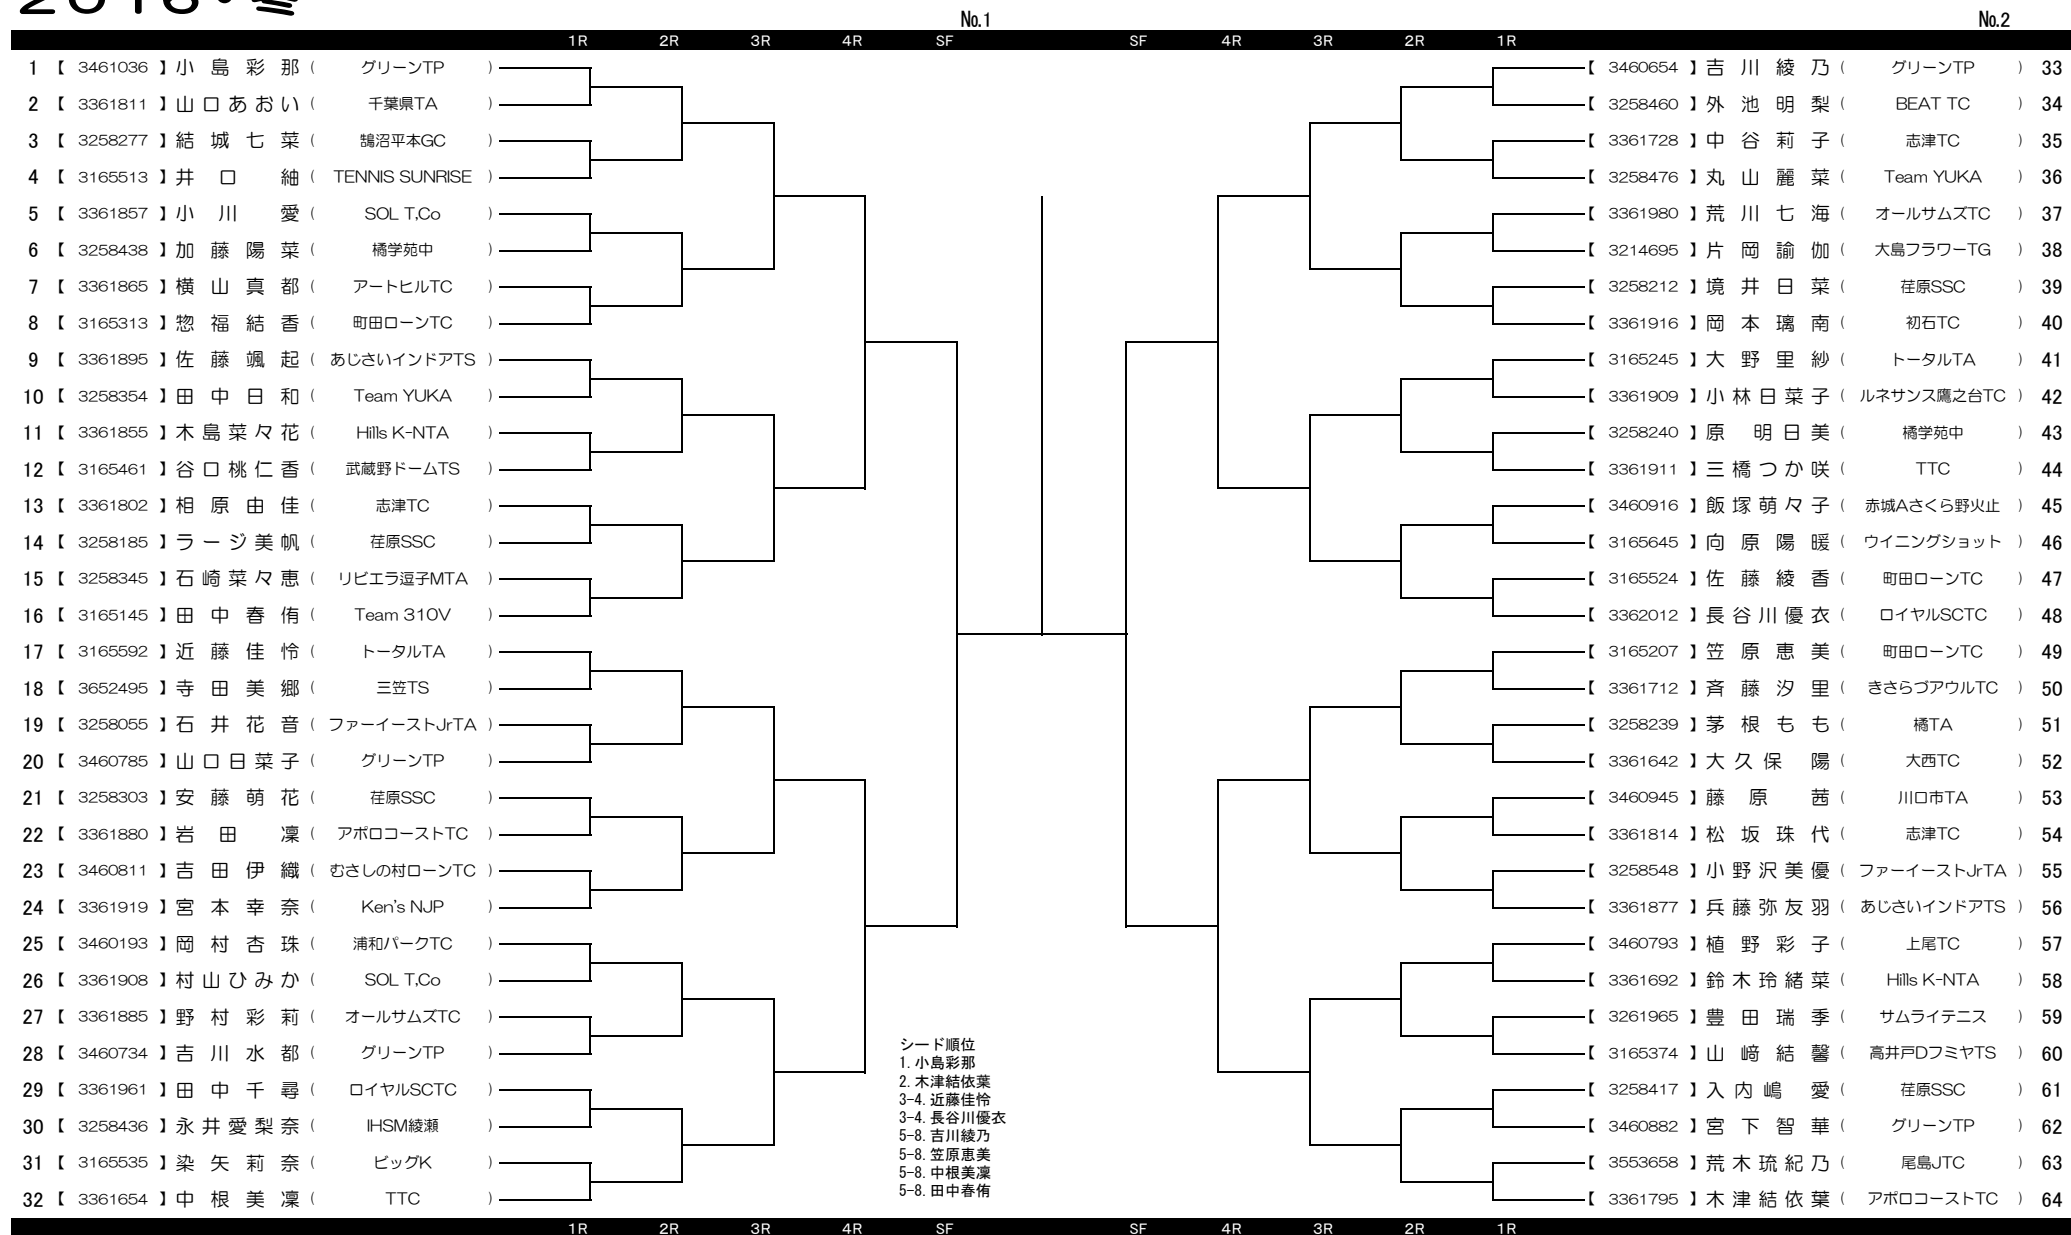 2016・冬
No.1
No.2
1R 2R 3R 4R SF SF 4R 3R 2R 1R
1 【 3461036 】 小島彩那 ( グリーンTP )
2 【 3361811 】 山口あおい ( 千葉県TA )
3 【 3258277 】 結城七菜 ( 鵠沼平本GC )
4 【 3165513 】 井口紬 ( TENNIS SUNRISE )
5 【 3361857 】 小川愛 ( SOL T,Co )
6 【 3258438 】 加藤陽菜 ( 橘学苑中 )
7 【 3361865 】 横山真都 ( アートヒルTC )
8 【 3165313 】 惣福結香 ( 町田ローンTC )
9 【 3361895 】 佐藤颯起 ( あじさいインドアTS )
10 【 3258354 】 田中日和 ( Team YUKA )
11 【 3361855 】 木島菜々花 ( Hills K-NTA )
12 【 3165461 】 谷口桃仁香 ( 武蔵野ドームTS )
13 【 3361802 】 相原由佳 ( 志津TC )
14 【 3258185 】 ラージ美帆 ( 荏原SSC )
15 【 3258345 】 石崎菜々恵 ( リビエラ逗子MTA )
16 【 3165145 】 田中春侑 ( Team 310V )
17 【 3165592 】 近藤佳怜 ( トータルTA )
18 【 3652495 】 寺田美郷 ( 三笠TS )
19 【 3258055 】 石井花音 ( ファーイーストJrTA )
20 【 3460785 】 山口日菜子 ( グリーンTP )
21 【 3258303 】 安藤萌花 ( 荏原SSC )
22 【 3361880 】 岩田凜 ( アポロコーストTC )
23 【 3460811 】 吉田伊織 ( むさしの村ローンTC )
24 【 3361919 】 宮本幸奈 ( Ken's NJP )
25 【 3460193 】 岡村杏珠 ( 浦和パークTC )
26 【 3361908 】 村山ひみか ( SOL T,Co )
27 【 3361885 】 野村彩莉 ( オールサムズTC )
28 【 3460734 】 吉川水都 ( グリーンTP )
29 【 3361961 】 田中千尋 ( ロイヤルSCTC )
30 【 3258436 】 永井愛梨奈 ( IHSM綾瀬 )
31 【 3165535 】 染矢莉奈 ( ビッグK )
32 【 3361654 】 中根美凜 ( TTC )
シード順位
1. 小島彩那
2. 木津結依葉
3-4. 近藤佳怜
3-4. 長谷川優衣
5-8. 吉川綾乃
5-8. 笠原恵美
5-8. 中根美凜
5-8. 田中春侑
【 3460654 】 吉川綾乃 ( グリーンTP ) 33
【 3258460 】 外池明梨 ( BEAT TC ) 34
【 3361728 】 中谷莉子 ( 志津TC ) 35
【 3258476 】 丸山麗菜 ( Team YUKA ) 36
【 3361980 】 荒川七海 ( オールサムズTC ) 37
【 3214695 】 片岡諭伽 ( 大島フラワーTG ) 38
【 3258212 】 境井日菜 ( 荏原SSC ) 39
【 3361916 】 岡本璃南 ( 初石TC ) 40
【 3165245 】 大野里紗 ( トータルTA ) 41
【 3361909 】 小林日菜子 ( ルネサンス鷹之台TC ) 42
【 3258240 】 原明日美 ( 橘学苑中 ) 43
【 3361911 】 三橋つか咲 ( TTC ) 44
【 3460916 】 飯塚萌々子 ( 赤城Aさくら野火止 ) 45
【 3165645 】 向原陽暖 ( ウイニングショット ) 46
【 3165524 】 佐藤綾香 ( 町田ローンTC ) 47
【 3362012 】 長谷川優衣 ( ロイヤルSCTC ) 48
【 3165207 】 笠原恵美 ( 町田ローンTC ) 49
【 3361712 】 斉藤汐里 ( きさらづアウルTC ) 50
【 3258239 】 茅根もも ( 橘TA ) 51
【 3361642 】 大久保陽 ( 大西TC ) 52
【 3460945 】 藤原茜 ( 川口市TA ) 53
【 3361814 】 松坂珠代 ( 志津TC ) 54
【 3258548 】 小野沢美優 ( ファーイーストJrTA ) 55
【 3361877 】 兵藤弥友羽 ( あじさいインドアTS ) 56
【 3460793 】 植野彩子 ( 上尾TC ) 57
【 3361692 】 鈴木玲緒菜 ( Hills K-NTA ) 58
【 3261965 】 豊田瑞季 ( サムライテニス ) 59
【 3165374 】 山﨑結馨 ( 高井戸DフミヤTS ) 60
【 3258417 】 入内嶋愛 ( 荏原SSC ) 61
【 3460882 】 宮下智華 ( グリーンTP ) 62
【 3553658 】 荒木琉紀乃 ( 尾島JTC ) 63
【 3361795 】 木津結依葉 ( アポロコーストTC ) 64
1R 2R 3R 4R SF SF 4R 3R 2R 1R